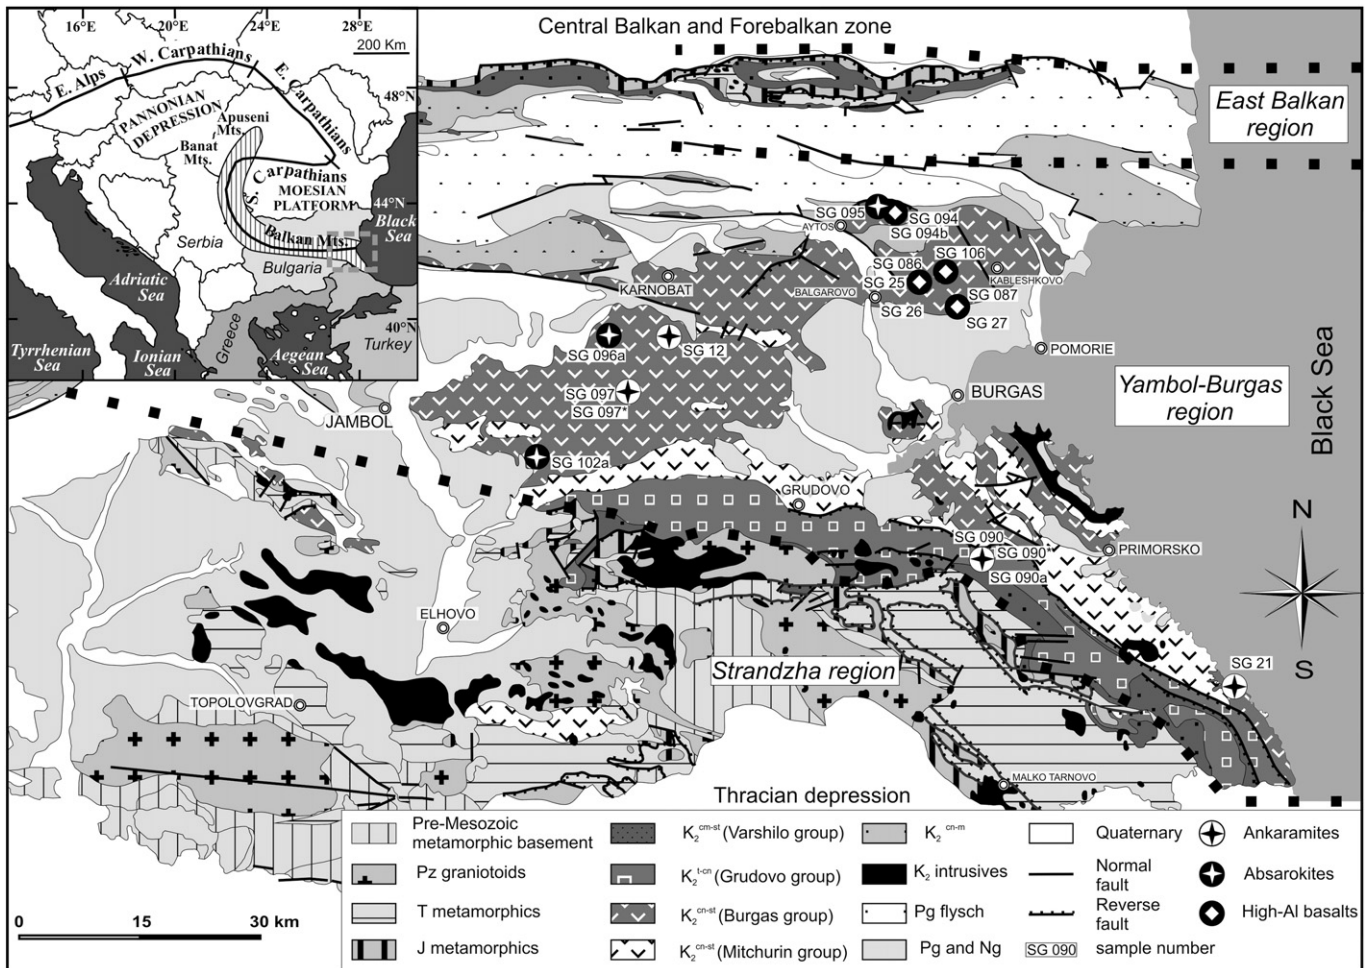 16°E
20°E
24°E
28°E
200 Km
E. Alps
W. Carpathians
E. Carpathians
48°N
PANNONIAN
DEPRESSION
Apuseni
Mts.
Banat
Mts.
S. Carpathians
MOESIAN
PLATFORM
44°N
Black
Sea
Balkan Mts.
Serbia
Bulgaria
Adriatic
Sea
40°N
Greece
Turkey
Tyrrhenian
Sea
Ionian
Sea
Aegean
Sea
Central Balkan and Forebalkan zone
East Balkan
region
SG 095
SG 094
SG 094b
AYTOS
SG 106
SG 086
SG 25
KABLESHKOVO
KARNOBAT
BALGAROVO
SG 087
SG 26
SG 27
SG 096a
SG 12
POMORIE
SG 097
SG 097*
BURGAS
Yambol-Burgas
region
Black Sea
JAMBOL
SG 102a
GRUDOVO
N
SG 090
SG 090*
SG 090a
PRIMORSKO
ELHOVO
S
Strandzha region
SG 21
TOPOLOVGRAD
MALKO TARNOVO
Thracian depression
Pre-Mesozoic
metamorphic basement
K₂ᶜᵐ⁻ˢᵗ (Varshilo group)
K₂ᶜⁿ⁻ᵐ
Quaternary
Ankaramites
Pz graniotoids
K₂ᵗ⁻ᶜⁿ (Grudovo group)
K₂ intrusives
Normal
fault
Absarokites
T metamorphics
K₂ᶜⁿ⁻ˢᵗ (Burgas group)
Pg flysch
Reverse
fault
High-Al basalts
J metamorphics
K₂ᶜⁿ⁻ˢᵗ (Mitchurin group)
Pg and Ng
SG 090
sample number
0
15
30 km